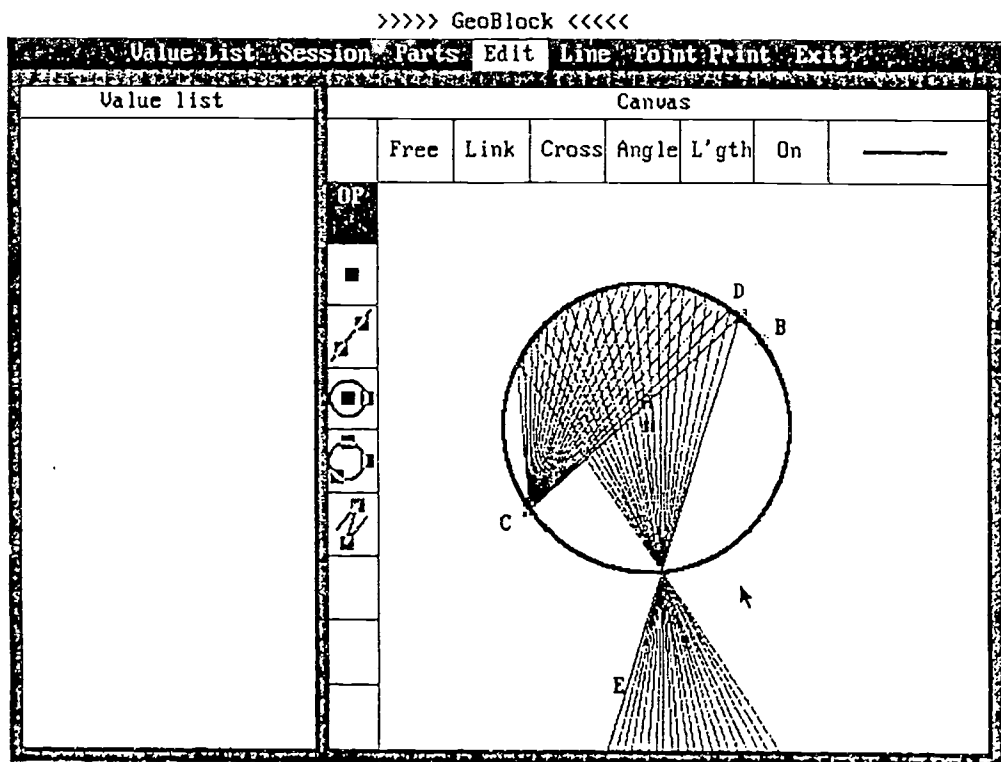 >>>>> GeoBlock <<<<<
Value List Session Parts Edit Line Point Print Exit
Value list
Canvas
Free Link Cross Angle L'gth On
OP
D
B
C
E